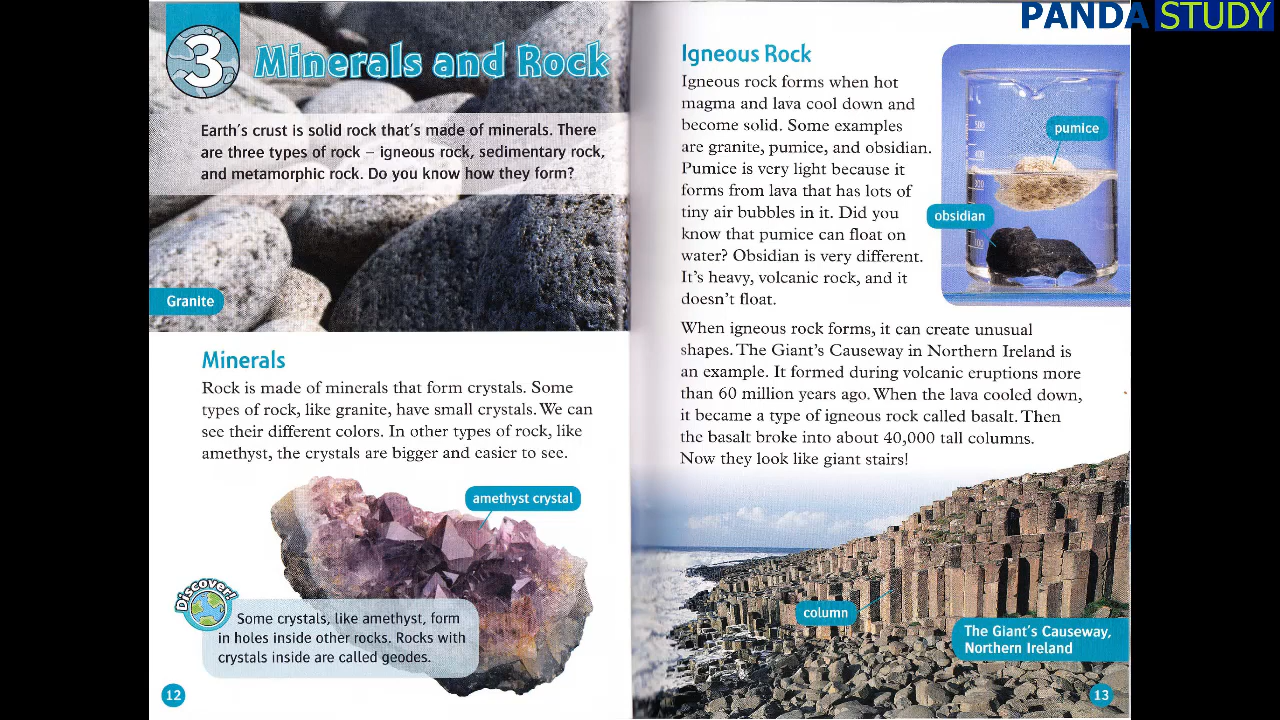 PANDA STUDY
3
Minerals and Rock
Earth's crust is solid rock that's made of minerals. There
are three types of rock – igneous rock, sedimentary rock,
and metamorphic rock. Do you know how they form?
Granite
Minerals
Rock is made of minerals that form crystals. Some
types of rock, like granite, have small crystals. We can
see their different colors. In other types of rock, like
amethyst, the crystals are bigger and easier to see.
amethyst crystal
Discover!
Some crystals, like amethyst, form
in holes inside other rocks. Rocks with
crystals inside are called geodes.
12
Igneous Rock
Igneous rock forms when hot
magma and lava cool down and
become solid. Some examples
are granite, pumice, and obsidian.
Pumice is very light because it
forms from lava that has lots of
tiny air bubbles in it. Did you
know that pumice can float on
water? Obsidian is very different.
It's heavy, volcanic rock, and it
doesn't float.
pumice
obsidian
When igneous rock forms, it can create unusual
shapes. The Giant's Causeway in Northern Ireland is
an example. It formed during volcanic eruptions more
than 60 million years ago. When the lava cooled down,
it became a type of igneous rock called basalt. Then
the basalt broke into about 40,000 tall columns.
Now they look like giant stairs!
column
The Giant's Causeway,
Northern Ireland
13